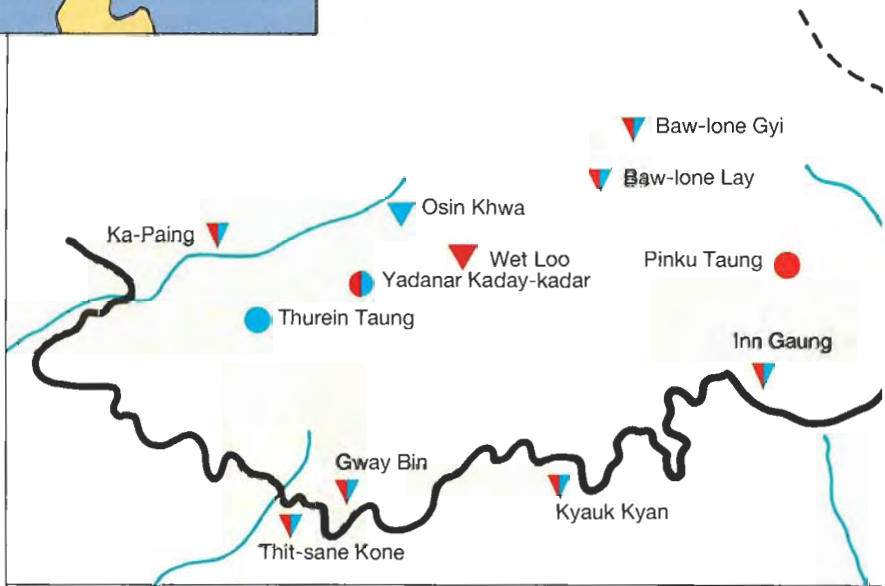 Baw-lone Gyi
Baw-lone Lay
Osin Khwa
Ka-Paing
Wet Loo
Pinku Taung
Yadanar Kaday-kadar
Thurein Taung
Inn Gaung
Gway Bin
Kyauk Kyan
Thit-sane Kone